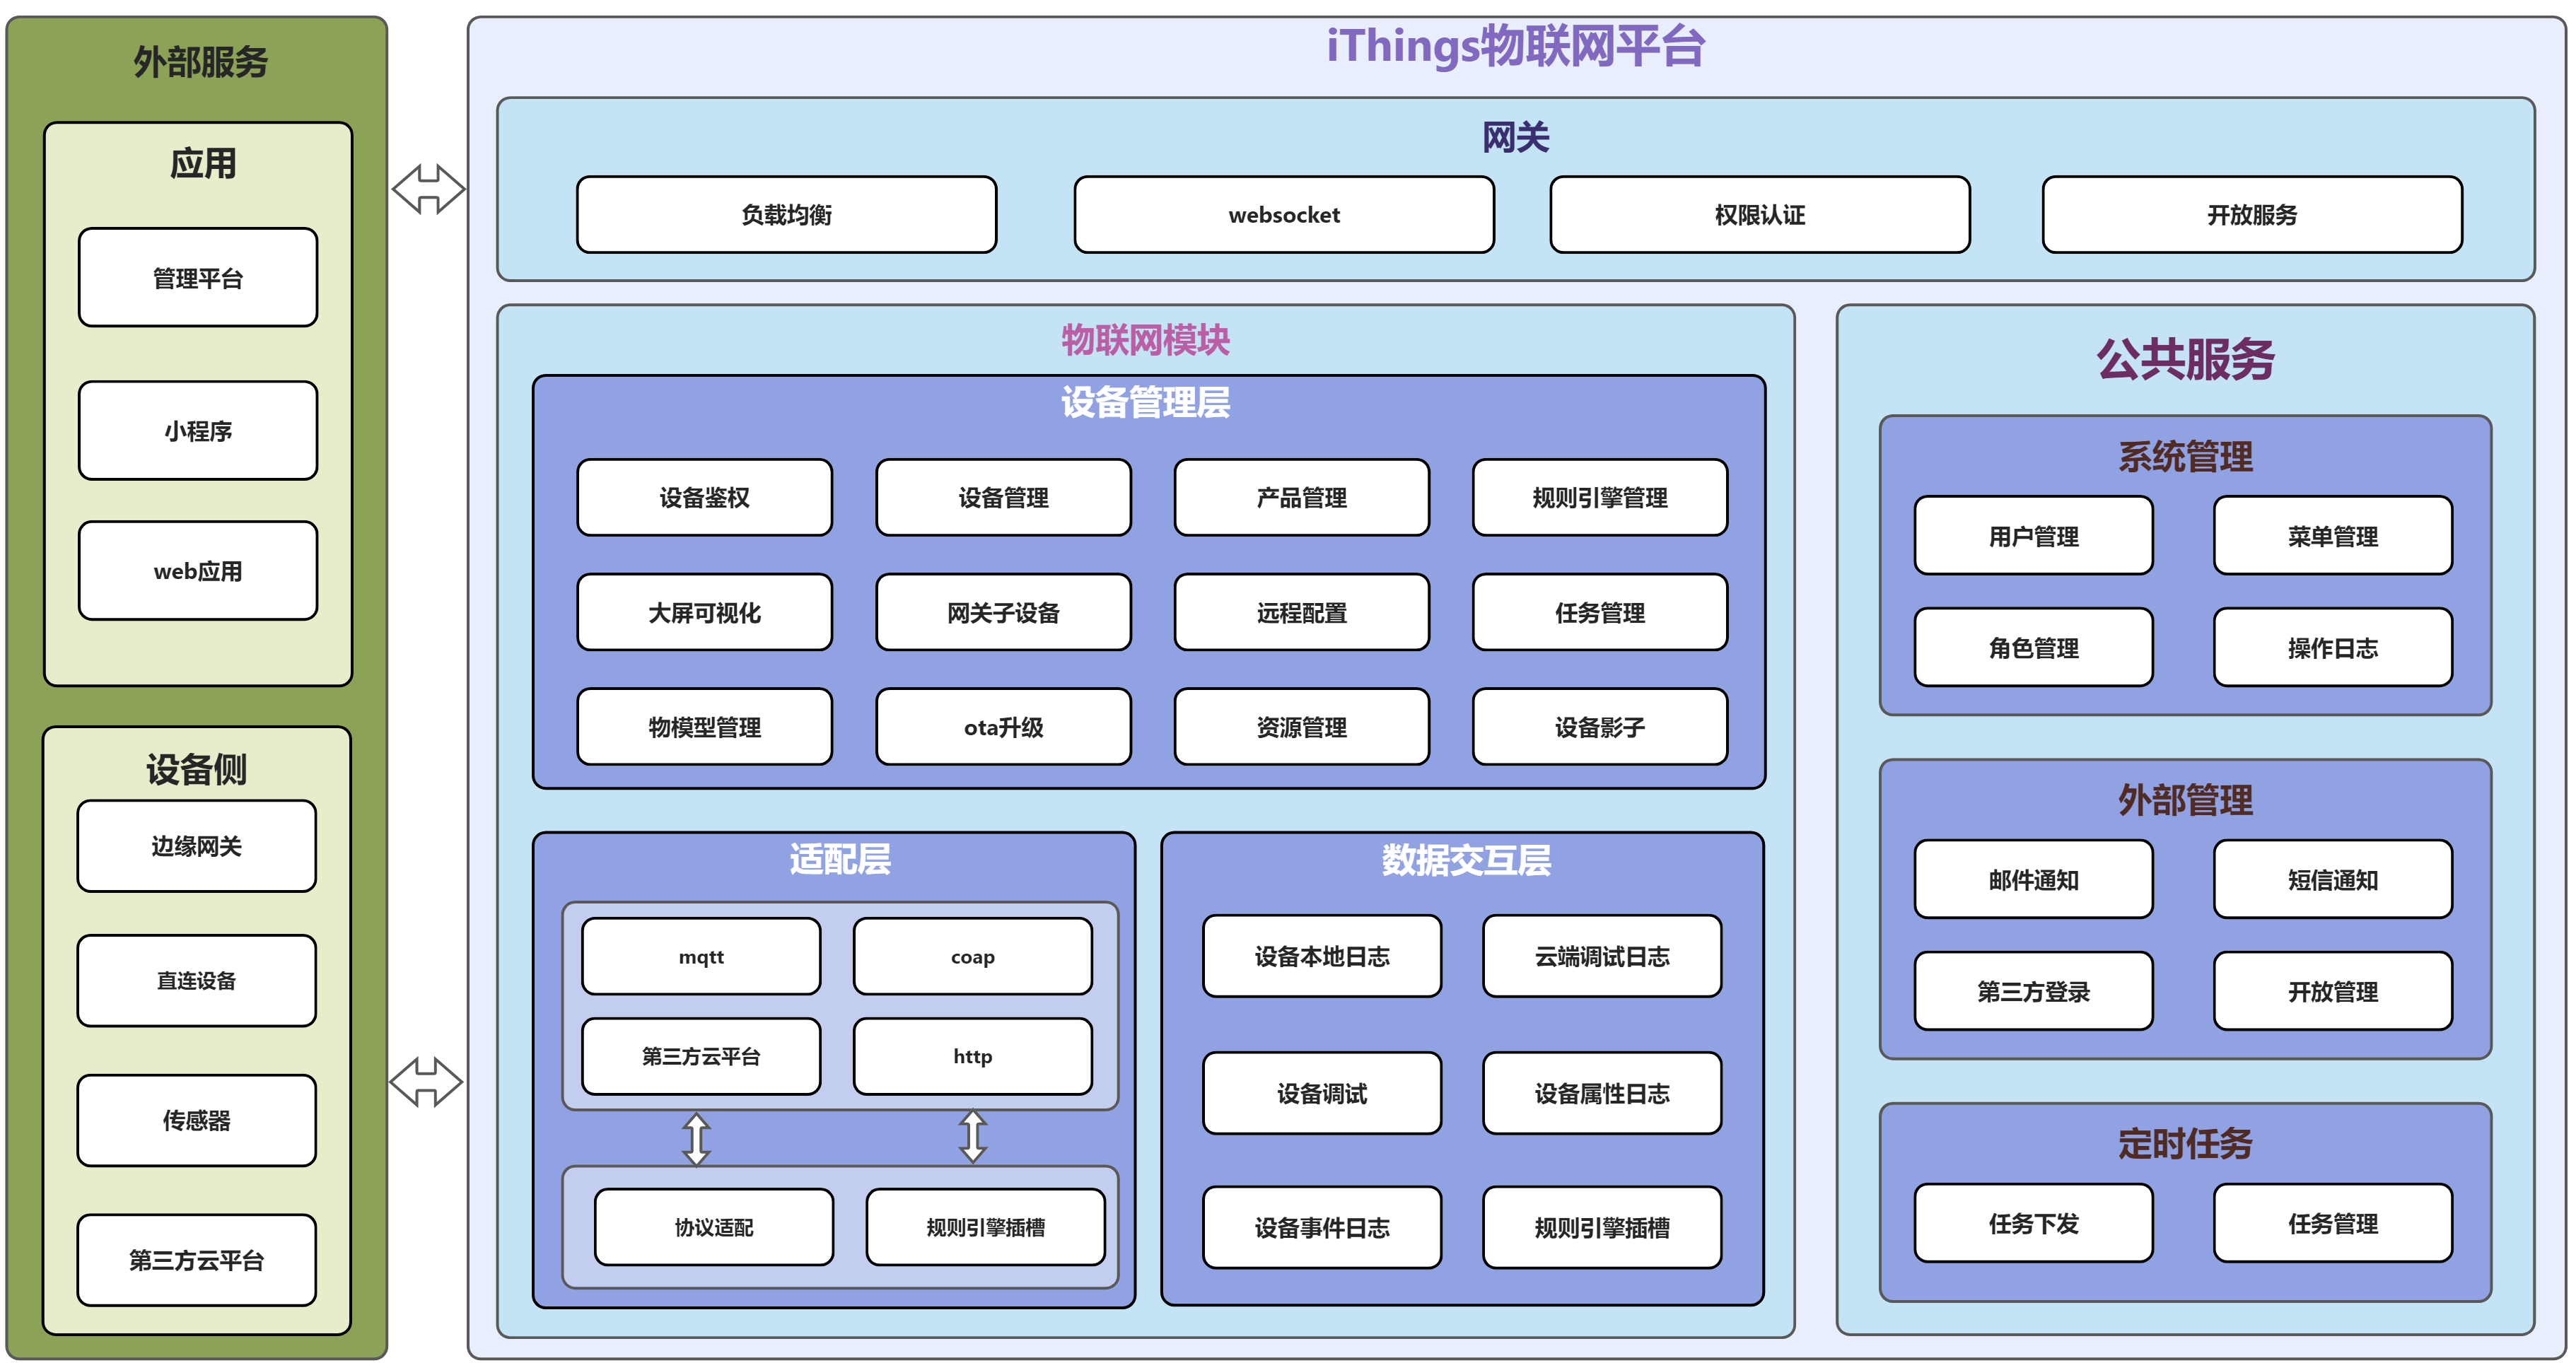 外部服务
应用
管理平台
小程序
web应用
设备侧
边缘网关
直连设备
传感器
第三方云平台
iThings物联网平台
网关
负载均衡
websocket
权限认证
开放服务
物联网模块
设备管理层
设备鉴权
设备管理
产品管理
规则引擎管理
大屏可视化
网关子设备
远程配置
任务管理
物模型管理
ota升级
资源管理
设备影子
适配层
mqtt
coap
第三方云平台
http
协议适配
规则引擎插槽
数据交互层
设备本地日志
云端调试日志
设备调试
设备属性日志
设备事件日志
规则引擎插槽
公共服务
系统管理
用户管理
菜单管理
角色管理
操作日志
外部管理
邮件通知
短信通知
第三方登录
开放管理
定时任务
任务下发
任务管理